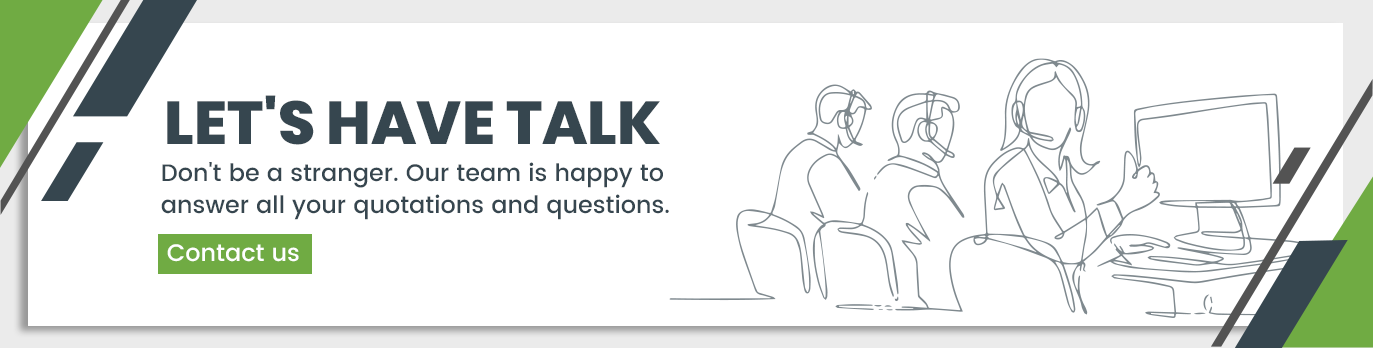 LET'S HAVE TALK
Don't be a stranger. Our team is happy to
answer all your quotations and questions.
Contact us